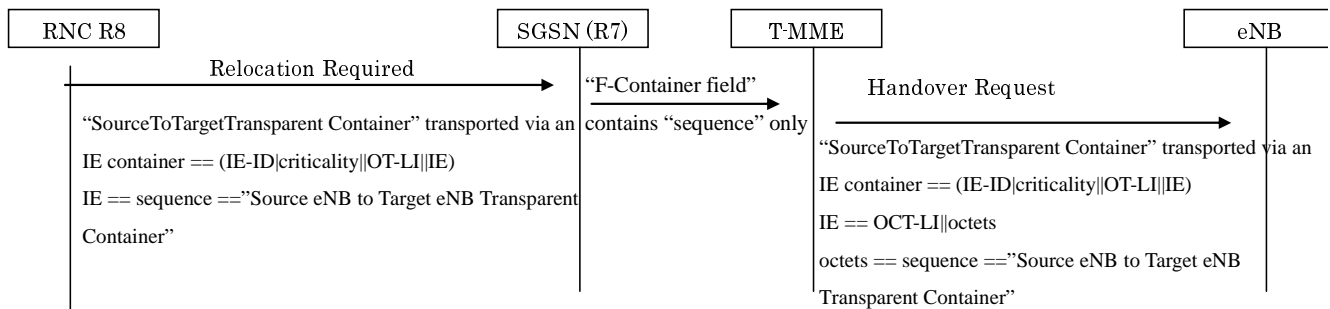 RNC R8
SGSN (R7)
T-MME
eNB
Relocation Required
“F-Container field”
contains “sequence” only
Handover Request
“SourceToTargetTransparent Container” transported via an
IE container == (IE-ID|criticality||OT-LI||IE)
IE == sequence ==”Source eNB to Target eNB Transparent
Container”
“SourceToTargetTransparent Container” transported via an
IE container == (IE-ID|criticality||OT-LI||IE)
IE == OCT-LI||octets
octets == sequence ==”Source eNB to Target eNB
Transparent Container”